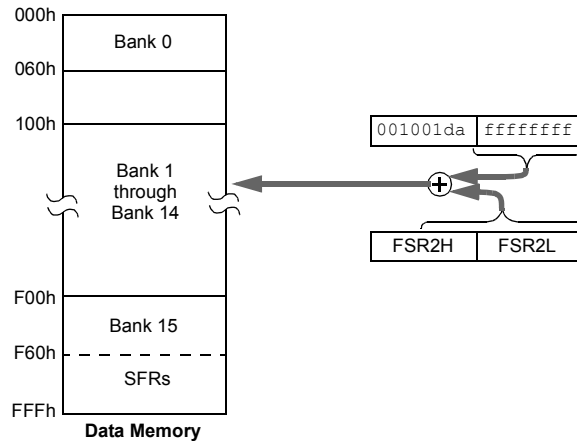 000h
Bank 0
060h
100h
001001da ffffffff
Bank 1
through
Bank 14
FSR2H FSR2L
F00h
Bank 15
F60h
SFRs
FFFh
Data Memory